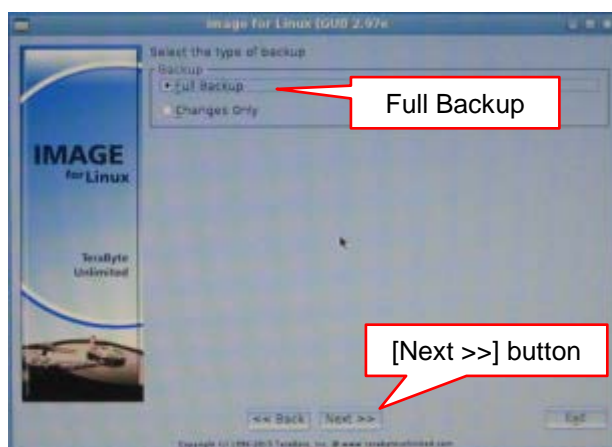 Image for Linux (GUI) 2.97e
Select the type of backup
Backup
Full Backup
Changes Only
Full Backup
IMAGE
for Linux
TeraByte
Unlimited
[Next >>] button
<< Back
Next >>
Exit